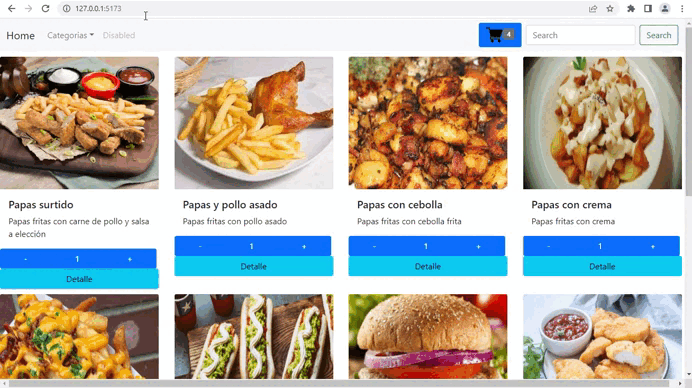 127.0.0.1:5173
Home
Categorías
Disabled
4
Search
Search
Papas surtido
Papas fritas con carne de pollo y salsa
a elección
- 1 +
Detalle
Papas y pollo asado
Papas fritas con pollo asado
- 1 +
Detalle
Papas con cebolla
Papas fritas con cebolla frita
- 1 +
Detalle
Papas con crema
Papas fritas con crema
- 1 +
Detalle